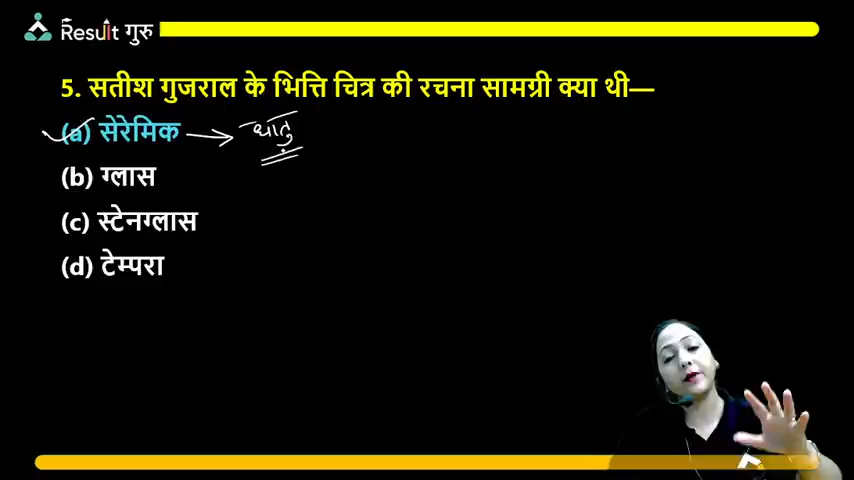 Result गुरु
5. सतीश गुजराल के भित्ति चित्र की रचना सामग्री क्या थी—
(a) सेरेमिक → धातु
(b) ग्लास
(c) स्टेनग्लास
(d) टेम्परा